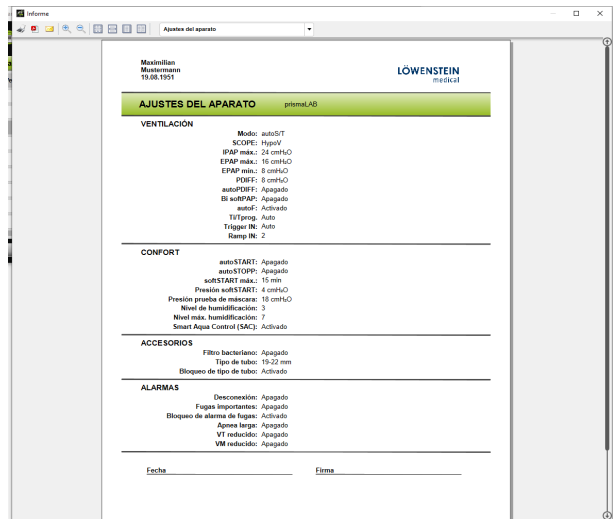 Informe
Ajustes del aparato
Maximilian
Mustermann
19.08.1951
LÖWENSTEIN
medical
AJUSTES DEL APARATO prismaLAB
VENTILACIÓN
Modo: autoS/T
SCOPE: HypoV
IPAP máx.: 24 cmH₂O
EPAP máx.: 16 cmH₂O
EPAP mín.: 8 cmH₂O
PDIFF: 8 cmH₂O
autoPDIFF: Apagado
Bi softPAP: Apagado
autoF: Activado
Ti/Tprog. Auto
Trigger IN: Auto
Ramp IN: 2
CONFORT
autoSTART: Apagado
autoSTOPP: Apagado
softSTART máx.: 15 min
Presión softSTART: 4 cmH₂O
Presión prueba de máscara: 18 cmH₂O
Nivel de humidificación: 3
Nivel máx. humidificación: 7
Smart Aqua Control (SAC): Activado
ACCESORIOS
Filtro bacteriano: Apagado
Tipo de tubo: 19-22 mm
Bloqueo de tipo de tubo: Activado
ALARMAS
Desconexión: Apagado
Fugas importantes: Apagado
Bloqueo de alarma de fugas: Activado
Apnea larga: Apagado
VT reducido: Apagado
VM reducido: Apagado
Fecha Firma